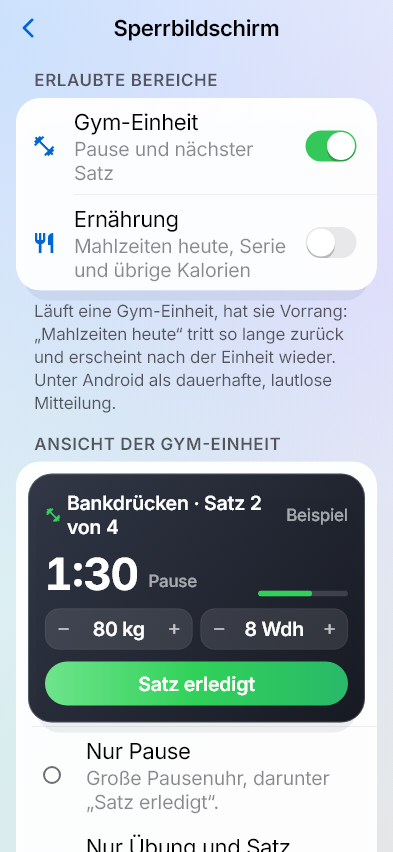 Sperrbildschirm
ERLAUBTE BEREICHE
Gym-Einheit
Pause und nächster
Satz
Ernährung
Mahlzeiten heute, Serie
und übrige Kalorien
Läuft eine Gym-Einheit, hat sie Vorrang:
„Mahlzeiten heute“ tritt so lange zurück
und erscheint nach der Einheit wieder.
Unter Android als dauerhafte, lautlose
Mitteilung.
ANSICHT DER GYM-EINHEIT
Bankdrücken · Satz 2
von 4
Beispiel
1:30 Pause
− 80 kg + − 8 Wdh +
Satz erledigt
Nur Pause
Große Pausenuhr, darunter
„Satz erledigt“.
Nur Übung und Satz